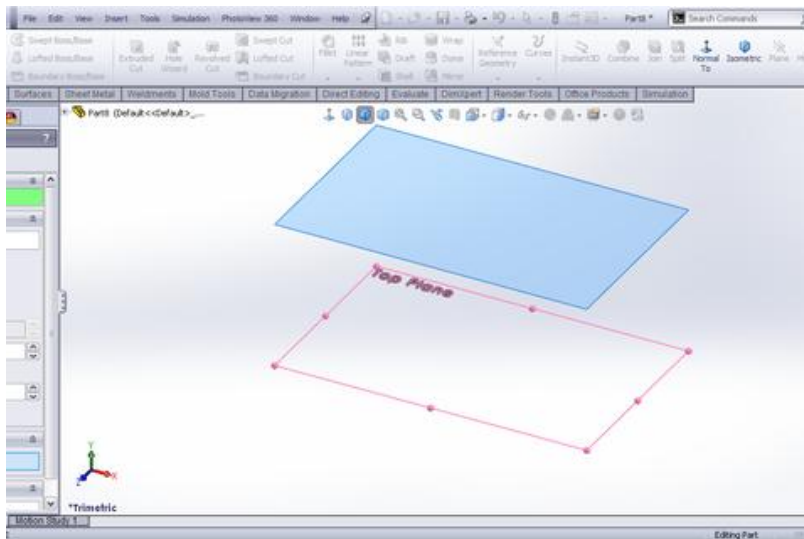 File Edit View Insert Tools Simulation PhotoView 360 Window Help Part8 * Search Commands
Swept Boss/Base Swept Cut Rib Wrap
Lofted Boss/Base Extruded Cut Hole Wizard Revolved Cut Lofted Cut Fillet Linear Pattern Draft Dome Reference Geometry Curves Instant3D Combine Join Split Normal To Isometric Plane
Boundary Boss/Base Boundary Cut Shell Mirror
Surfaces Sheet Metal Weldments Mold Tools Data Migration Direct Editing Evaluate DimXpert Render Tools Office Products Simulation
Part8 (Default<<Default>_...
?
Top Plane
Y
X
Z
*Trimetric
Motion Study 1
Editing Part